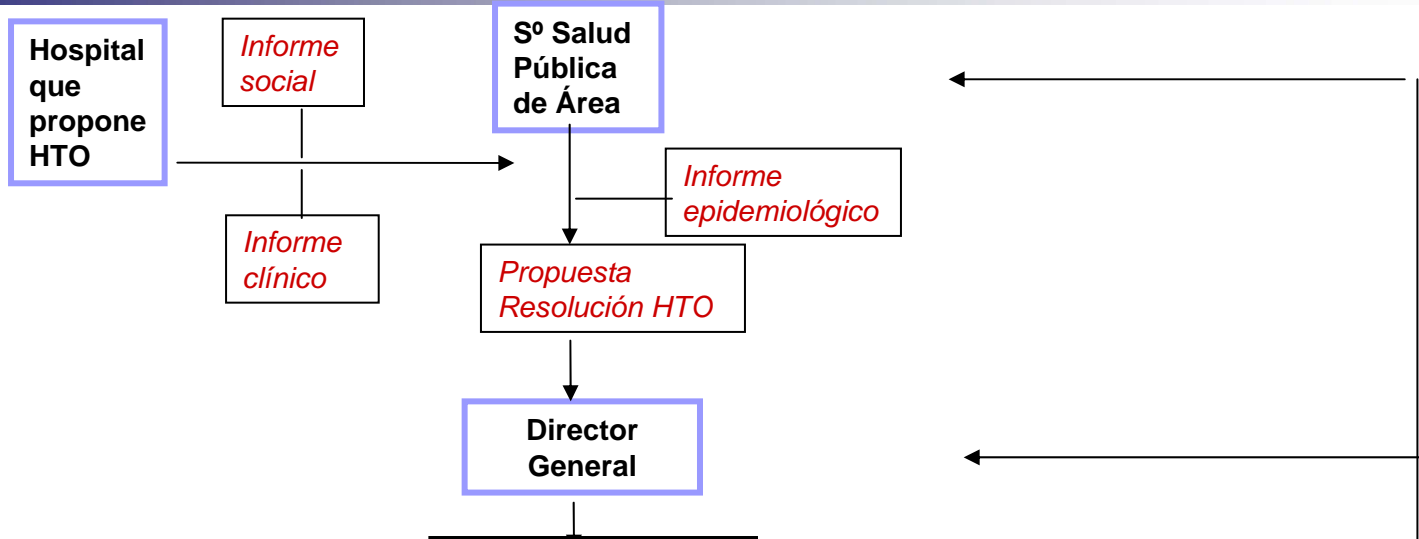 Hospital
que
propone
HTO
Informe
social
Informe
clínico
Sº Salud
Pública
de Área
Informe
epidemiológico
Propuesta
Resolución HTO
Director
General